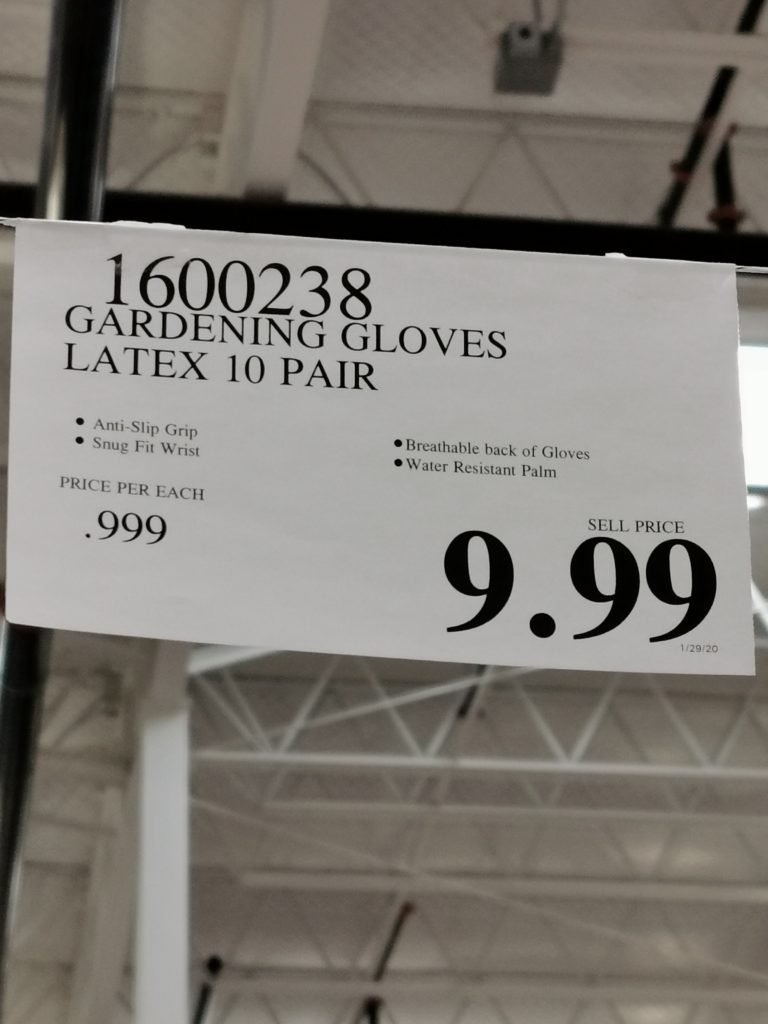 1600238
GARDENING GLOVES
LATEX 10 PAIR
• Anti-Slip Grip
• Snug Fit Wrist
• Breathable back of Gloves
• Water Resistant Palm
PRICE PER EACH
.999
SELL PRICE
9.99
1/29/20